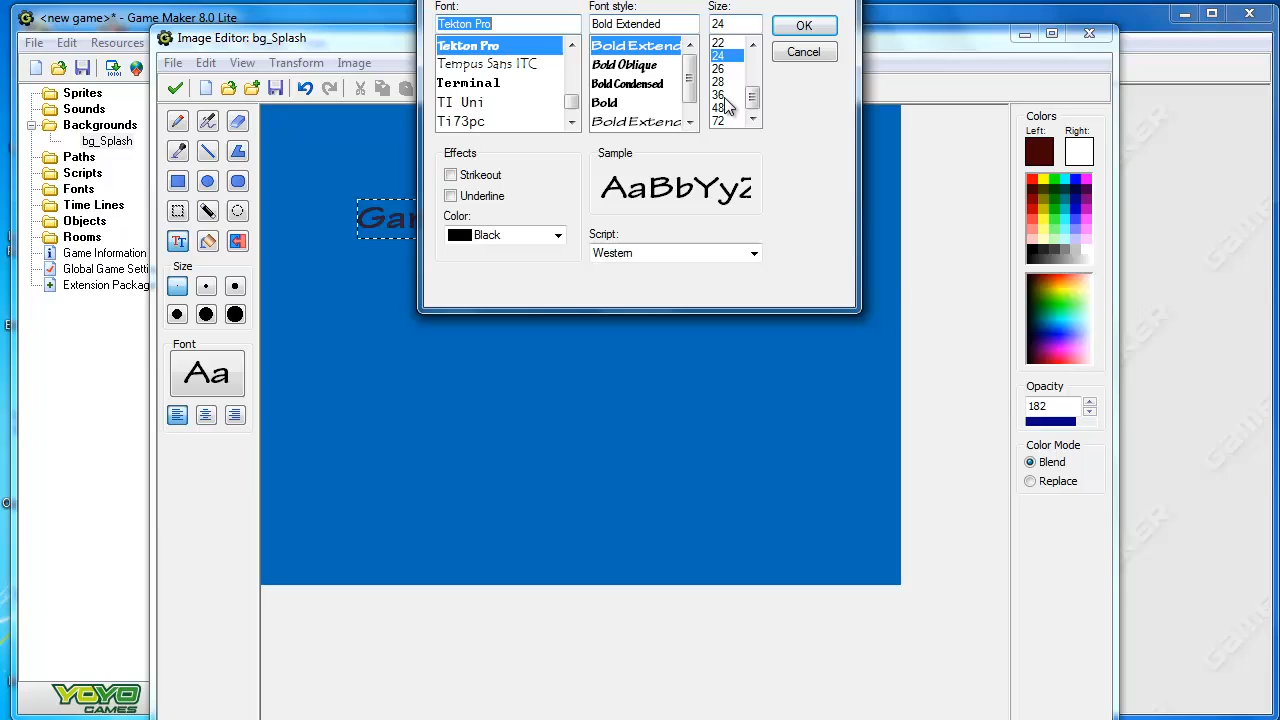 <new game>* - Game Maker 8.0 Lite
File Edit Resources
Image Editor: bg_Splash
File Edit View Transform Image
Font: Font style: Size:
Tekton Pro Bold Extended 24
OK
Cancel
Tekton Pro
Tempus Sans ITC
Terminal
TI Uni
Ti73pc
Bold Extend
Bold Oblique
Bold Condensed
Bold
Bold Extend
22
24
26
28
36
48
72
Effects
Strikeout
Underline
Color:
Black
Sample
AaBbYyZ
Script:
Western
Sprites
Sounds
Backgrounds
bg_Splash
Paths
Scripts
Fonts
Time Lines
Objects
Rooms
Game Information
Global Game Setti
Extension Packag
Size
Font
Aa
Colors
Left: Right:
Opacity
182
Color Mode
Blend
Replace
YOYO
GAMES